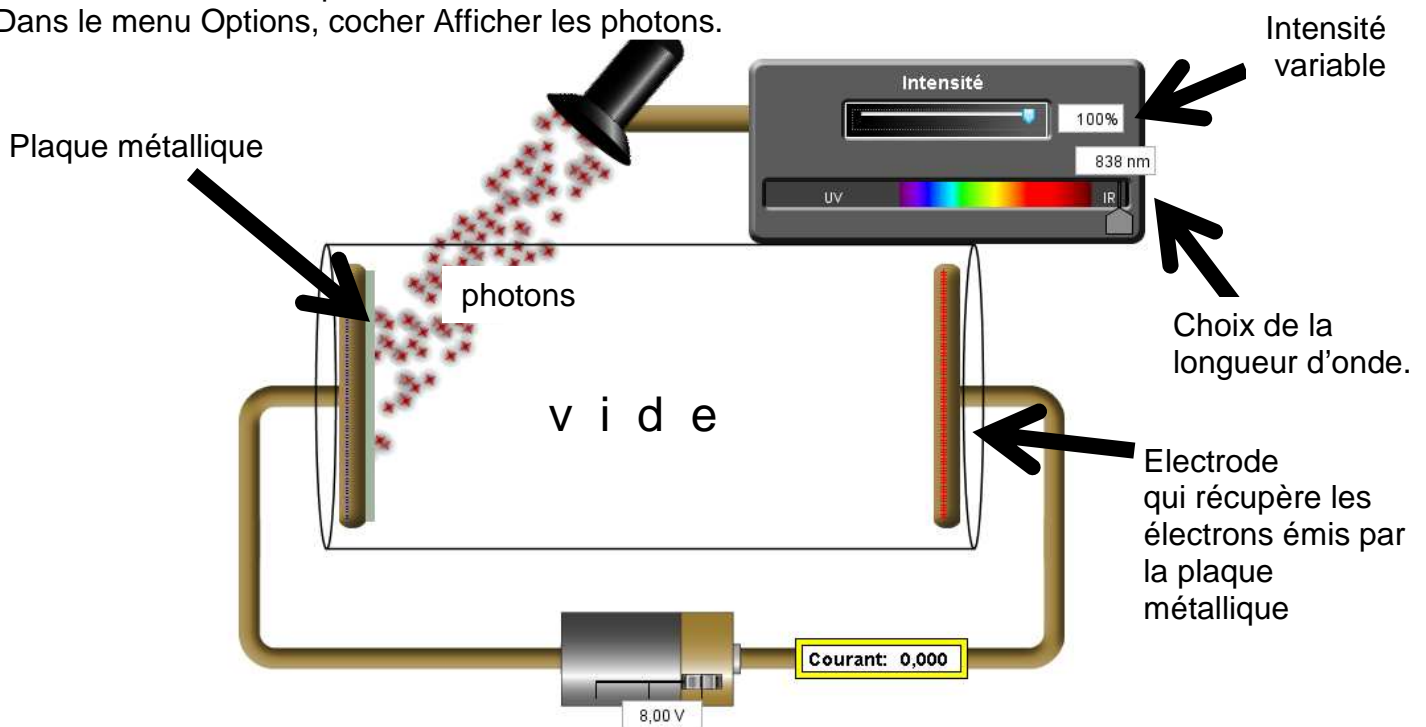 Dans le menu Options, cocher Afficher les photons.
Intensité
variable
Intensité
100%
838 nm
UV
IR
Plaque métallique
photons
Choix de la
longueur d'onde.
v i d e
Electrode
qui récupère les
électrons émis par
la plaque
métallique
Courant: 0,000
8,00 V